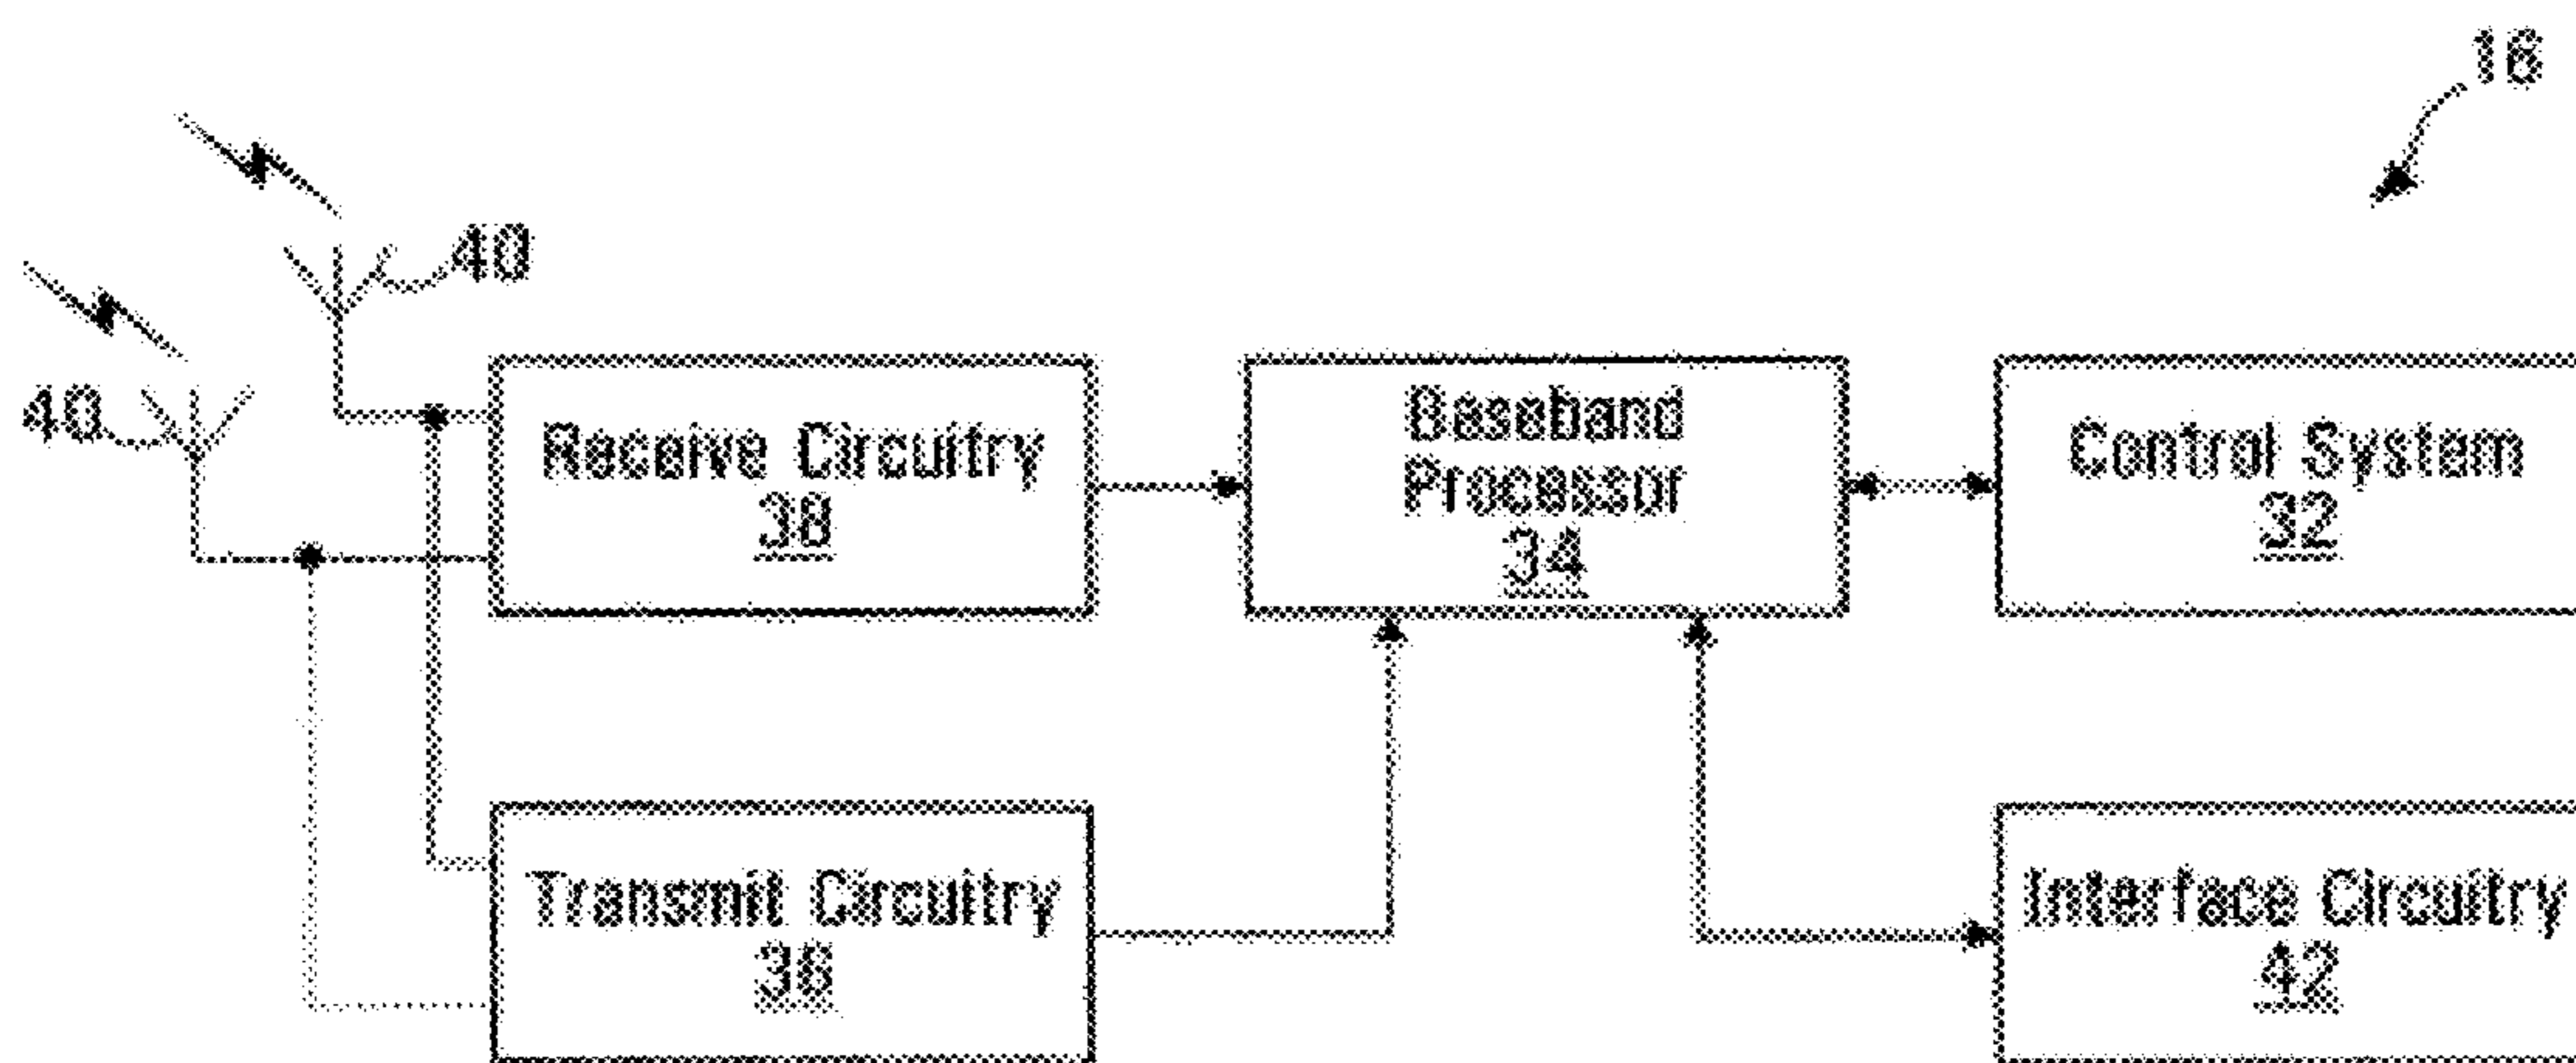 16
40
40
Receive Circuitry
38
Baseband
Processor
34
Control System
32
Transmit Circuitry
36
Interface Circuitry
42